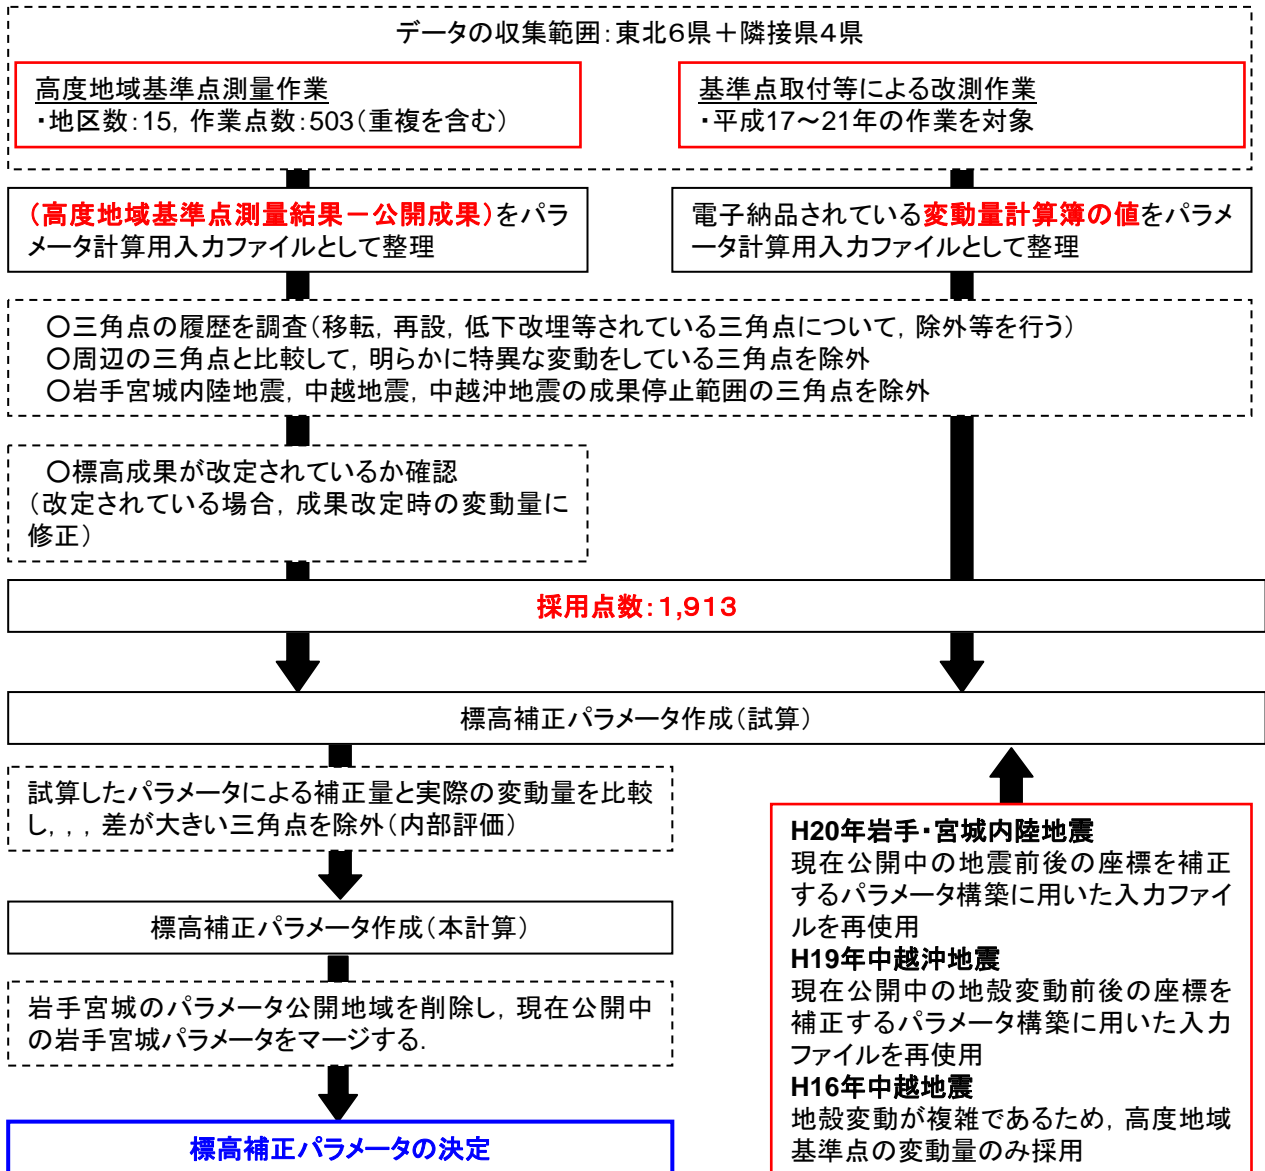 データの収集範囲:東北6県＋隣接県4県
高度地域基準点測量作業
・地区数:15，作業点数:503(重複を含む)
基準点取付等による改測作業
・平成17～21年の作業を対象
(高度地域基準点測量結果－公開成果)をパラ
メータ計算用入力ファイルとして整理
電子納品されている変動量計算簿の値をパラメ
ータ計算用入力ファイルとして整理
○三角点の履歴を調査(移転，再設，低下改埋等されている三角点について，除外等を行う)
○周辺の三角点と比較して，明らかに特異な変動をしている三角点を除外
○岩手宮城内陸地震，中越地震，中越沖地震の成果停止範囲の三角点を除外
○標高成果が改定されているか確認
(改定されている場合，成果改定時の変動量に
修正)
採用点数:1,913
標高補正パラメータ作成(試算)
試算したパラメータによる補正量と実際の変動量を比較
し，，，差が大きい三角点を除外(内部評価)
標高補正パラメータ作成(本計算)
岩手宮城のパラメータ公開地域を削除し，現在公開中
の岩手宮城パラメータをマージする．
標高補正パラメータの決定
H20年岩手・宮城内陸地震
現在公開中の地震前後の座標を補正
するパラメータ構築に用いた入力ファイ
ルを再使用
H19年中越沖地震
現在公開中の地殻変動前後の座標を
補正するパラメータ構築に用いた入力
ファイルを再使用
H16年中越地震
地殻変動が複雑であるため，高度地域
基準点の変動量のみ採用